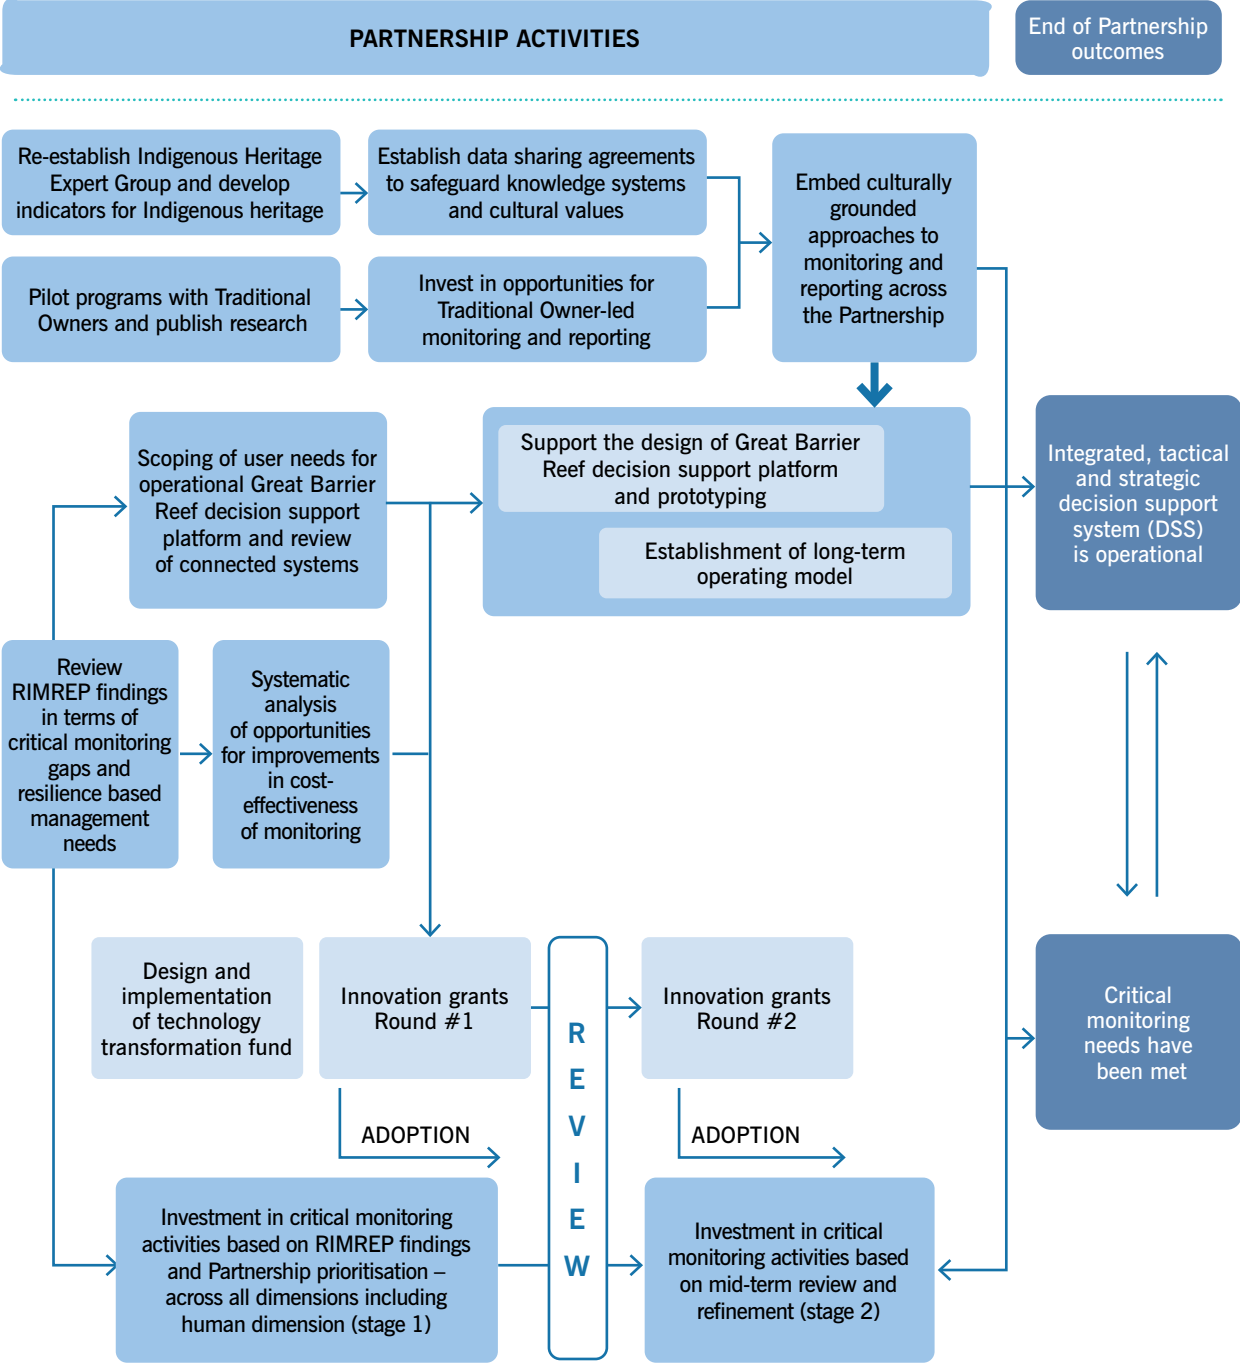 PARTNERSHIP ACTIVITIES
End of Partnership
outcomes
Re-establish Indigenous Heritage
Expert Group and develop
indicators for Indigenous heritage
Establish data sharing agreements
to safeguard knowledge systems
and cultural values
Embed culturally
grounded
approaches to
monitoring and
reporting across
the Partnership
Pilot programs with Traditional
Owners and publish research
Invest in opportunities for
Traditional Owner-led
monitoring and reporting
Scoping of user needs for
operational Great Barrier
Reef decision support
platform and review
of connected systems
Support the design of Great Barrier
Reef decision support platform
and prototyping
Establishment of long-term
operating model
Integrated, tactical
and strategic
decision support
system (DSS)
is operational
Review
RIMREP findings
in terms of
critical monitoring
gaps and
resilience based
management
needs
Systematic
analysis
of opportunities
for improvements
in cost-
effectiveness
of monitoring
Design and
implementation
of technology
transformation fund
Innovation grants
Round #1
R
E
V
I
E
W
Innovation grants
Round #2
Critical
monitoring
needs have
been met
ADOPTION
ADOPTION
Investment in critical monitoring
activities based on RIMREP findings
and Partnership prioritisation –
across all dimensions including
human dimension (stage 1)
Investment in critical
monitoring activities based
on mid-term review and
refinement (stage 2)